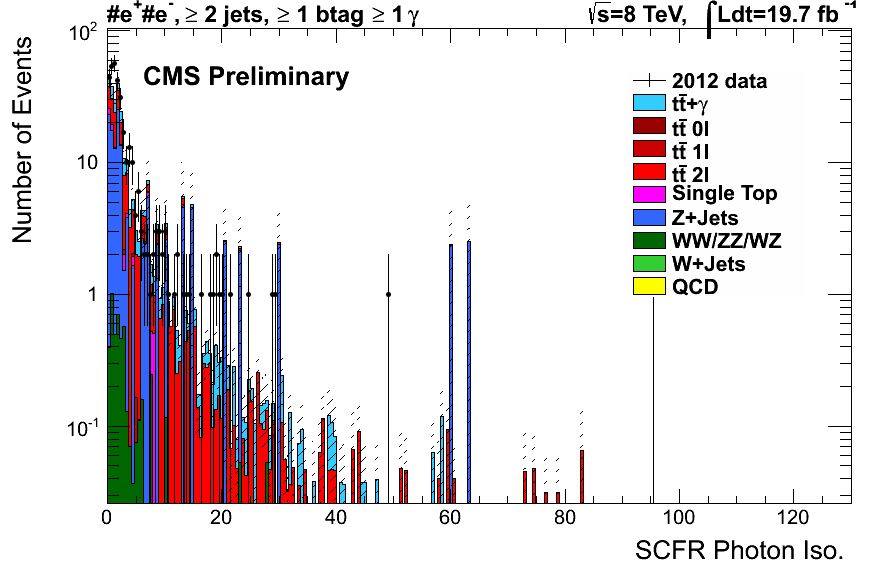 #e⁺#e⁻, ≥ 2 jets, ≥ 1 btag ≥ 1 γ
√s=8 TeV, ∫Ldt=19.7 fb⁻¹
CMS Preliminary
Number of Events
10²
10
1
10⁻¹
2012 data
tt̄+γ
tt̄ 0l
tt̄ 1l
tt̄ 2l
Single Top
Z+Jets
WW/ZZ/WZ
W+Jets
QCD
0 20 40 60 80 100 120
SCFR Photon Iso.